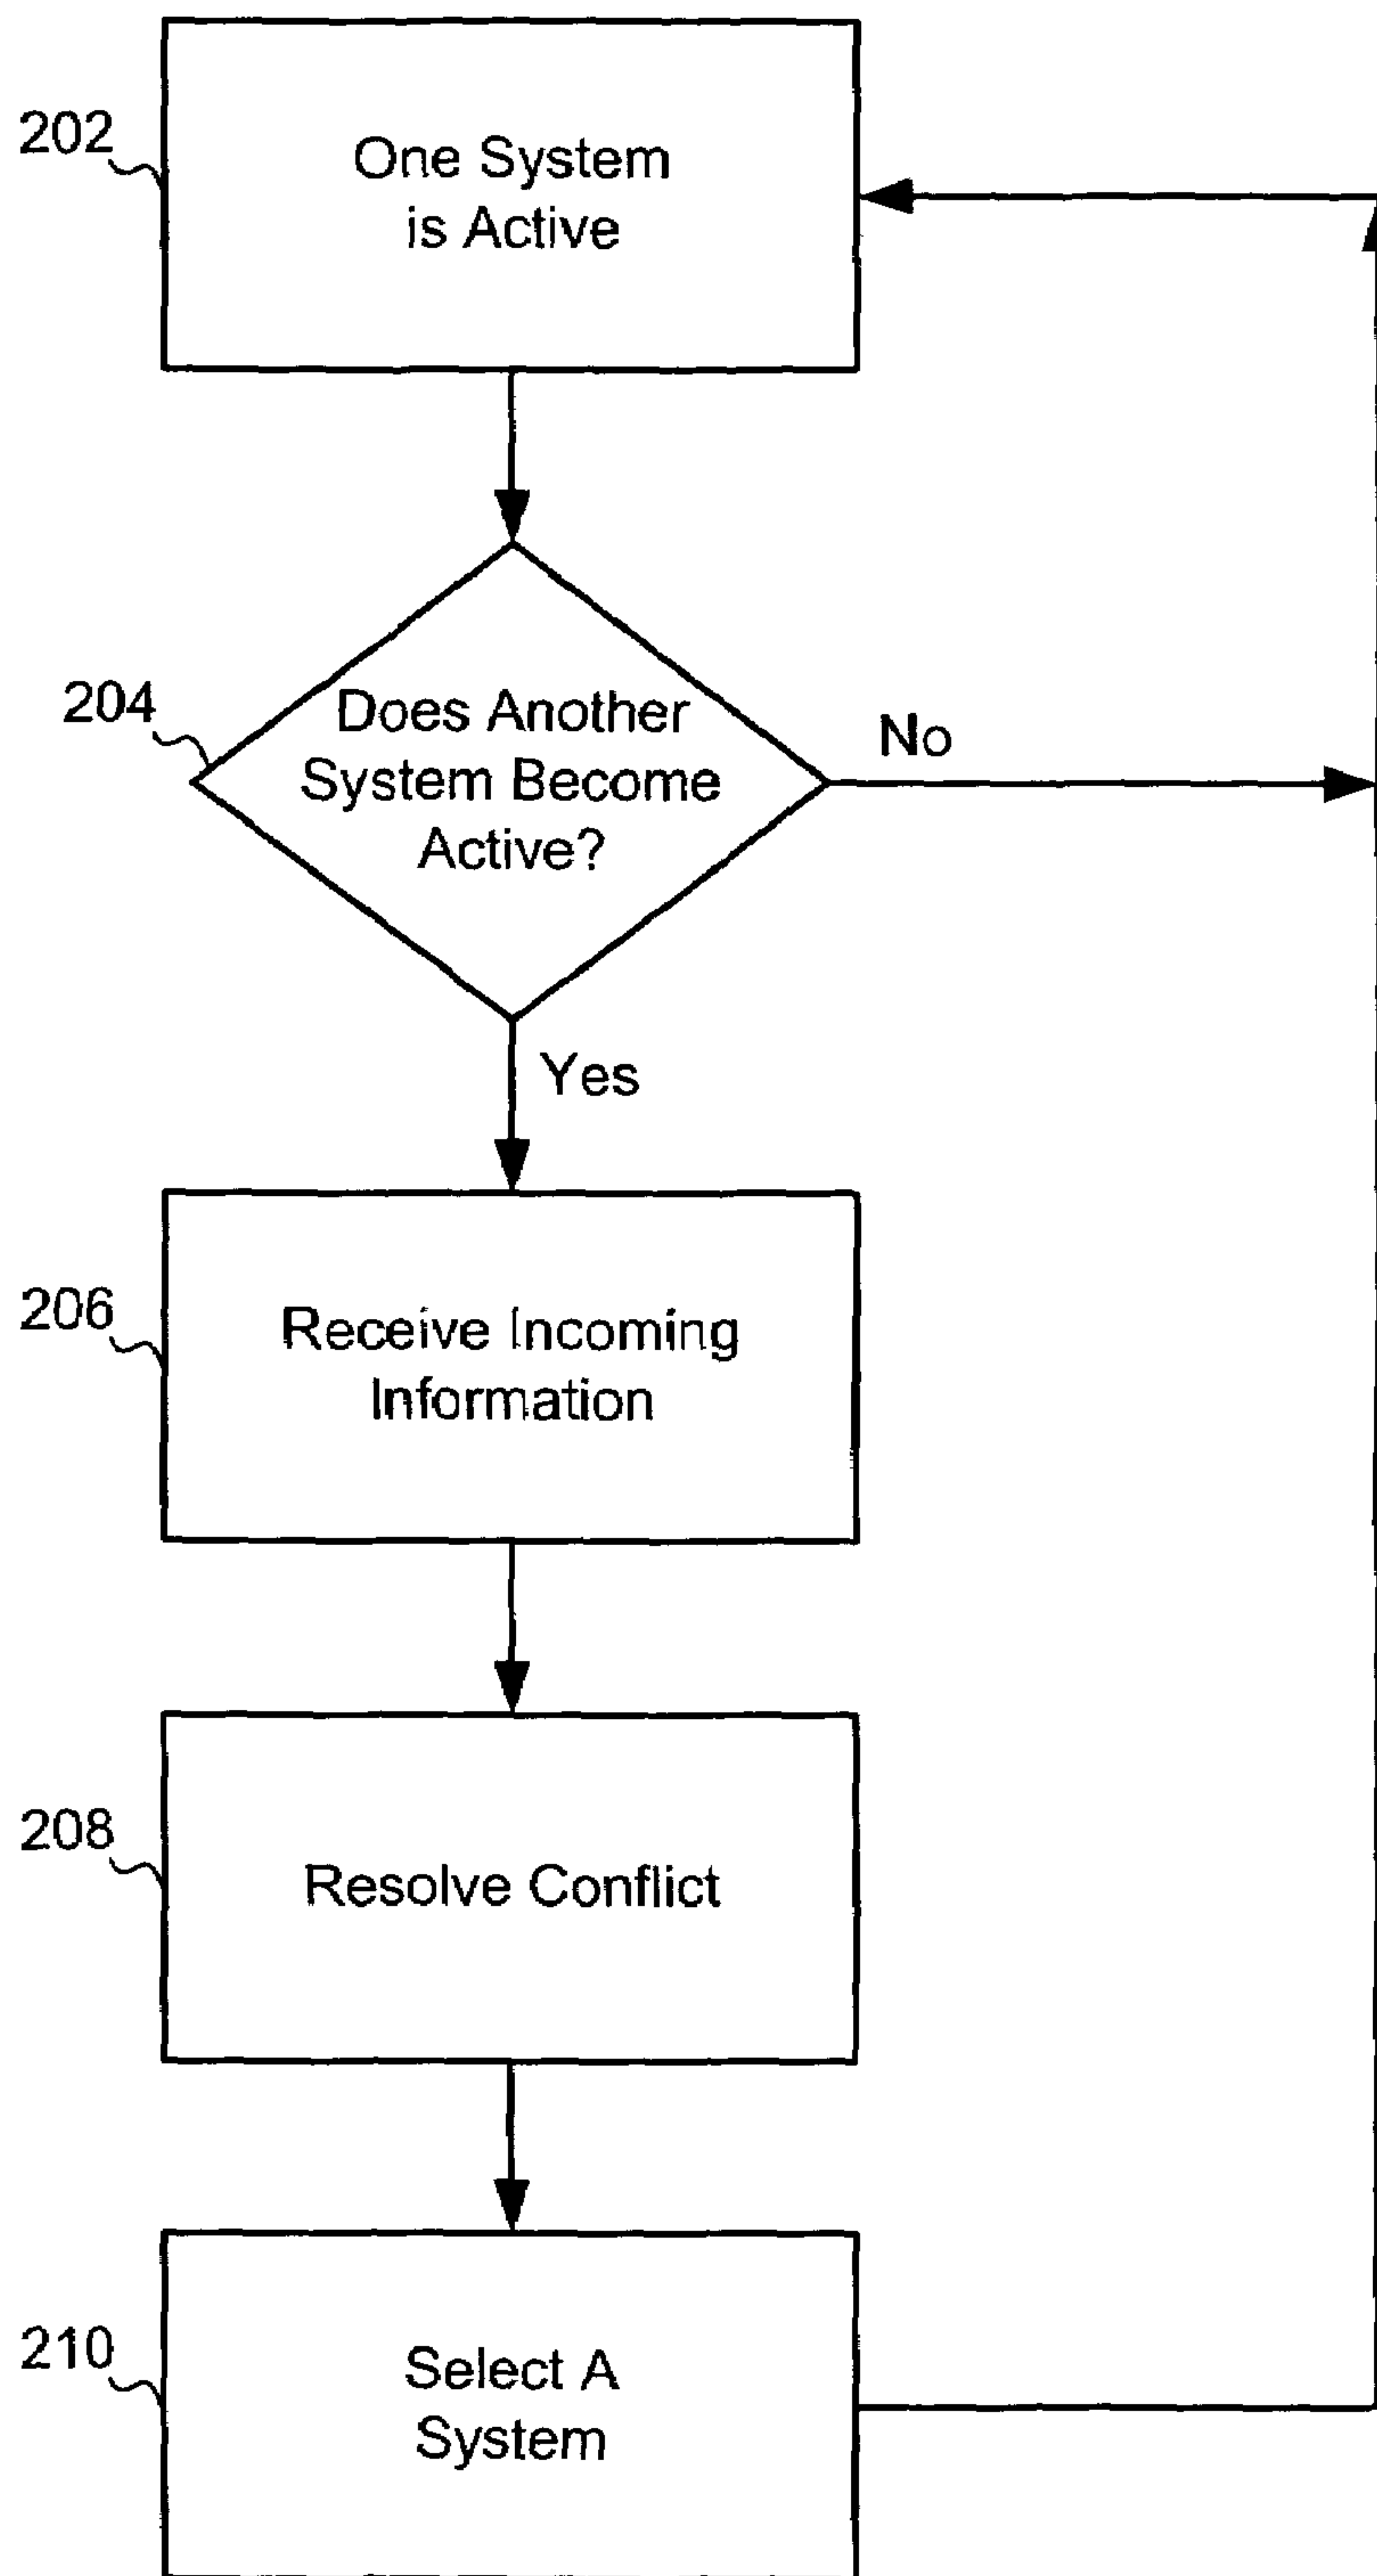 202
One System
is Active
204
Does Another
System Become
Active?
No
Yes
206
Receive Incoming
Information
208
Resolve Conflict
210
Select A
System